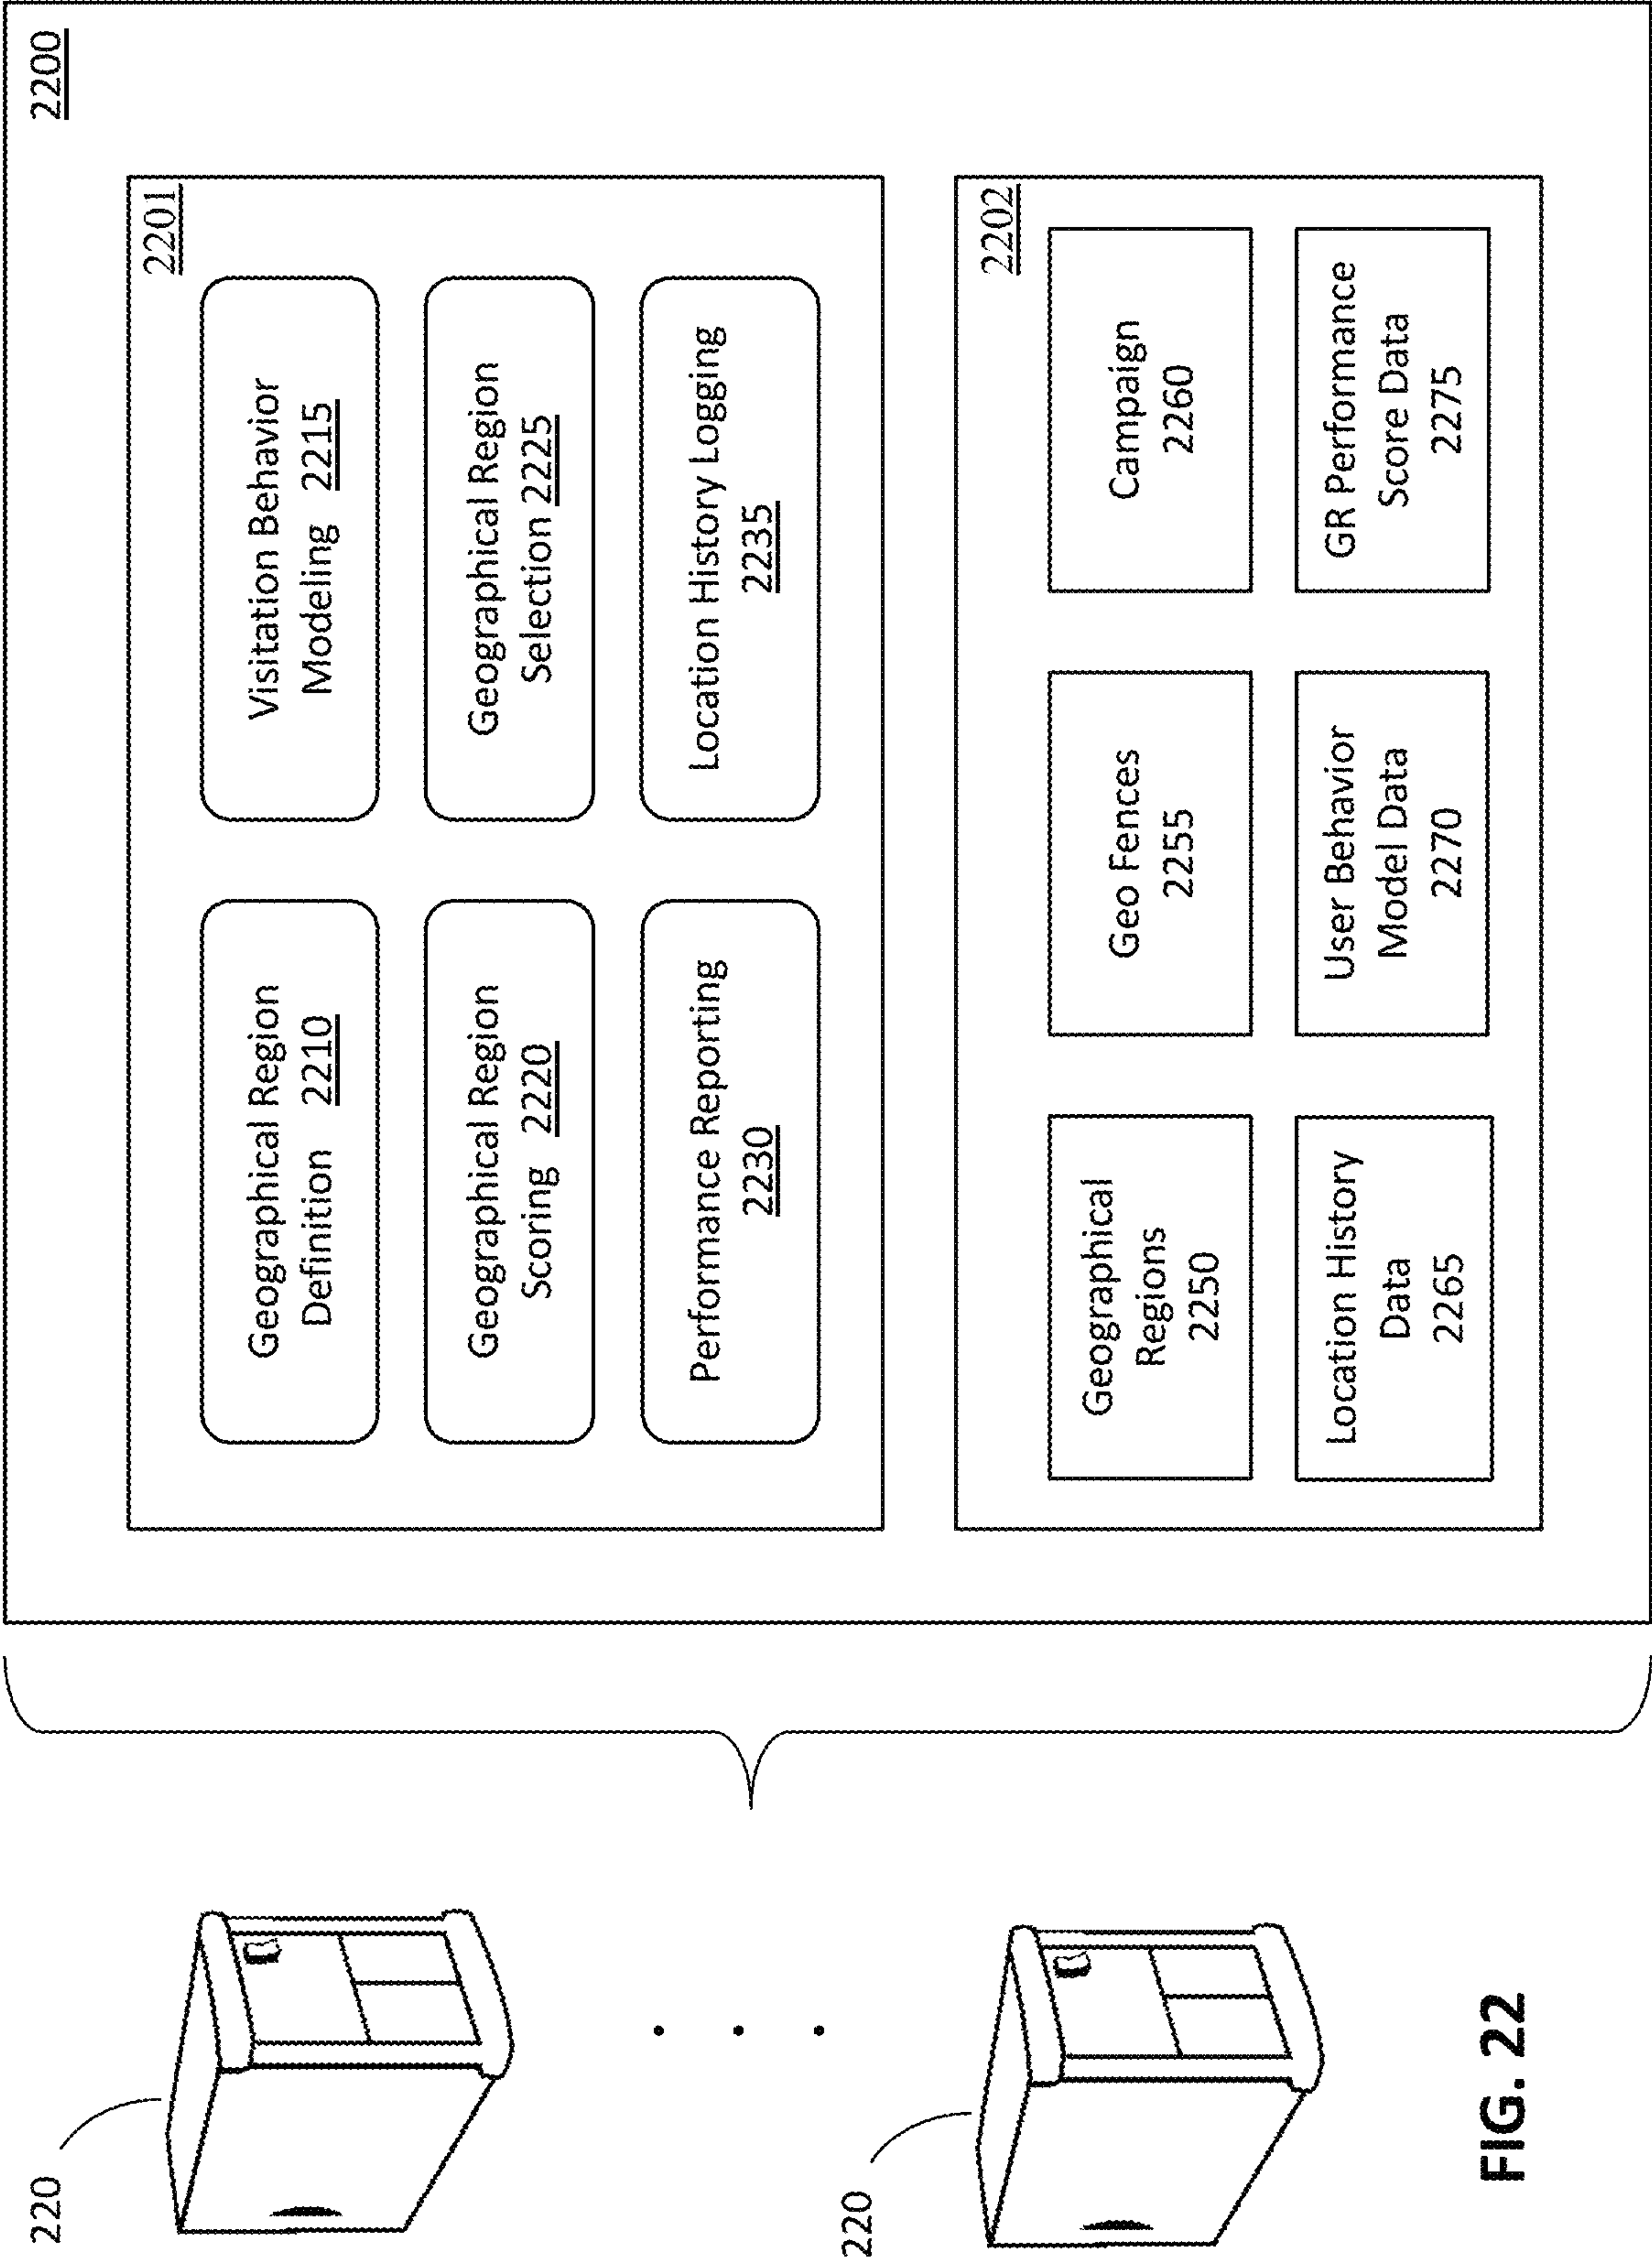 2200
2201
Geographical Region
Definition 2210
Visitation Behavior
Modeling 2215
Geographical Region
Scoring 2220
Geographical Region
Selection 2225
Performance Reporting
2230
Location History Logging
2235
2202
Geographical
Regions
2250
Geo Fences
2255
Campaign
2260
Location History
Data
2265
User Behavior
Model Data
2270
GR Performance
Score Data
2275
220
220
FIG. 22